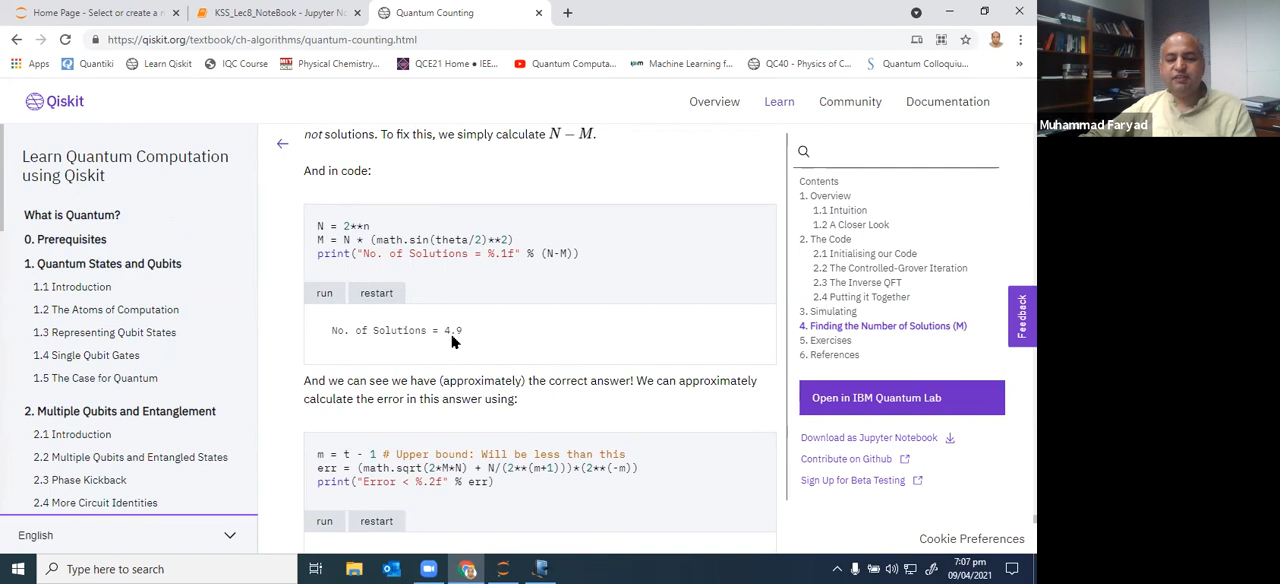 Home Page - Select or create a n
KSS_Lec8_NoteBook - Jupyter No
Quantum Counting
https://qiskit.org/textbook/ch-algorithms/quantum-counting.html
Apps
Quantiki
Learn Qiskit
IQC Course
Physical Chemistry...
QCE21 Home • IEE...
Quantum Computa...
Machine Learning f...
QC40 - Physics of C...
Quantum Colloquiu...
Muhammad Faryad
Qiskit
Overview
Learn
Community
Documentation
Learn Quantum Computation
using Qiskit
What is Quantum?
0. Prerequisites
1. Quantum States and Qubits
1.1 Introduction
1.2 The Atoms of Computation
1.3 Representing Qubit States
1.4 Single Qubit Gates
1.5 The Case for Quantum
2. Multiple Qubits and Entanglement
2.1 Introduction
2.2 Multiple Qubits and Entangled States
2.3 Phase Kickback
2.4 More Circuit Identities
English
not solutions. To fix this, we simply calculate N − M.
And in code:
N = 2**n
M = N * (math.sin(theta/2)**2)
print("No. of Solutions = %.1f" % (N-M))
run
restart
No. of Solutions = 4.9
And we can see we have (approximately) the correct answer! We can approximately
calculate the error in this answer using:
m = t - 1 # Upper bound: Will be less than this
err = (math.sqrt(2*M*N) + N/(2**(m+1)))*(2**(-m))
print("Error < %.2f" % err)
run
restart
Contents
1. Overview
1.1 Intuition
1.2 A Closer Look
2. The Code
2.1 Initialising our Code
2.2 The Controlled-Grover Iteration
2.3 The Inverse QFT
2.4 Putting it Together
3. Simulating
4. Finding the Number of Solutions (M)
5. Exercises
6. References
Open in IBM Quantum Lab
Download as Jupyter Notebook
Contribute on Github
Sign Up for Beta Testing
Feedback
Cookie Preferences
Type here to search
7:07 pm
09/04/2021